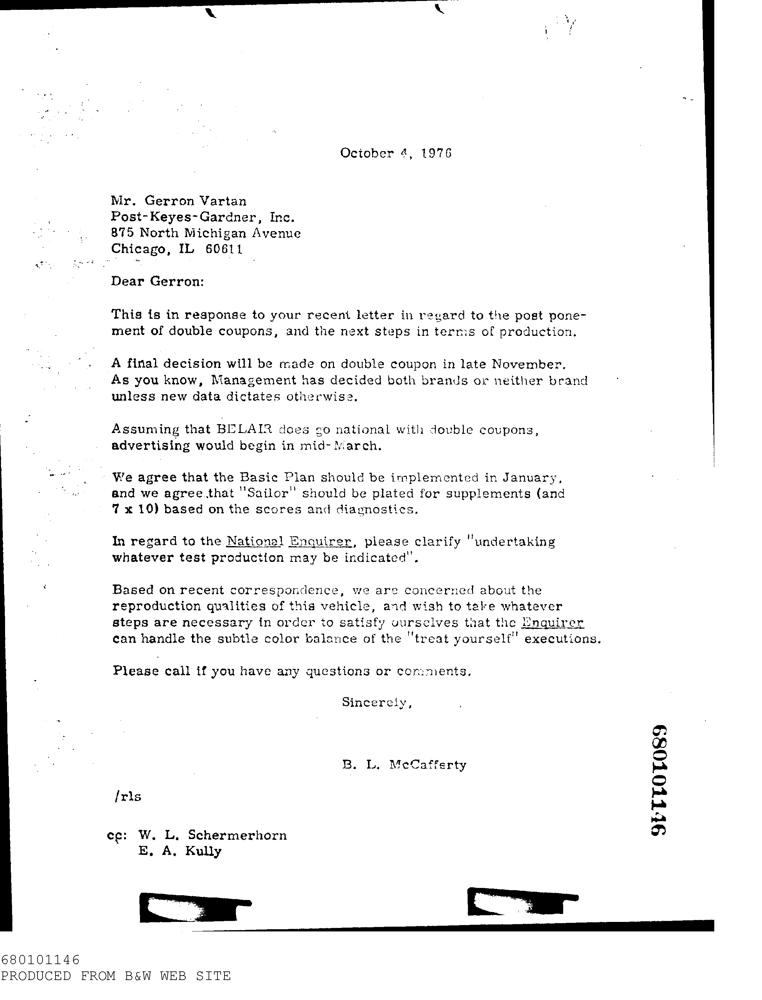 October 4, 1976
Mr. Gerron Vartan
Post-Keyes-Gardner, Inc.
875 North Michigan Avenue
Chicago, IL 60611
Dear Gerron:
This is in response to your recent letter in regard to the post pone-
ment of double coupons, and the next steps in terms of production.
A final decision will be made on double coupon in late November.
As you know, Management has decided both brands or neither brand
unless new data dictates otherwise.
Assuming that BELAIR does go national with double coupons,
advertising would begin in mid-March.
We agree that the Basic Plan should be implemented in January,
and we agree that "Sailor" should be plated for supplements (and
7 x 10) based on the scores and diagnostics.
In regard to the National Enquirer, please clarify "undertaking
whatever test production may be indicated".
Based on recent correspondence, we are concerned about the
reproduction qualities of this vehicle, and wish to take whatever
steps are necessary in order to satisfy ourselves that the Enquirer
can handle the subtle color balance of the "treat yourself" executions.
Please call if you have any questions or comments.
Sincerely,
B. L. McCafferty
/rls
cc: W. L. Schermerhorn
E. A. Kully
680101146
680101146
PRODUCED FROM B&W WEB SITE